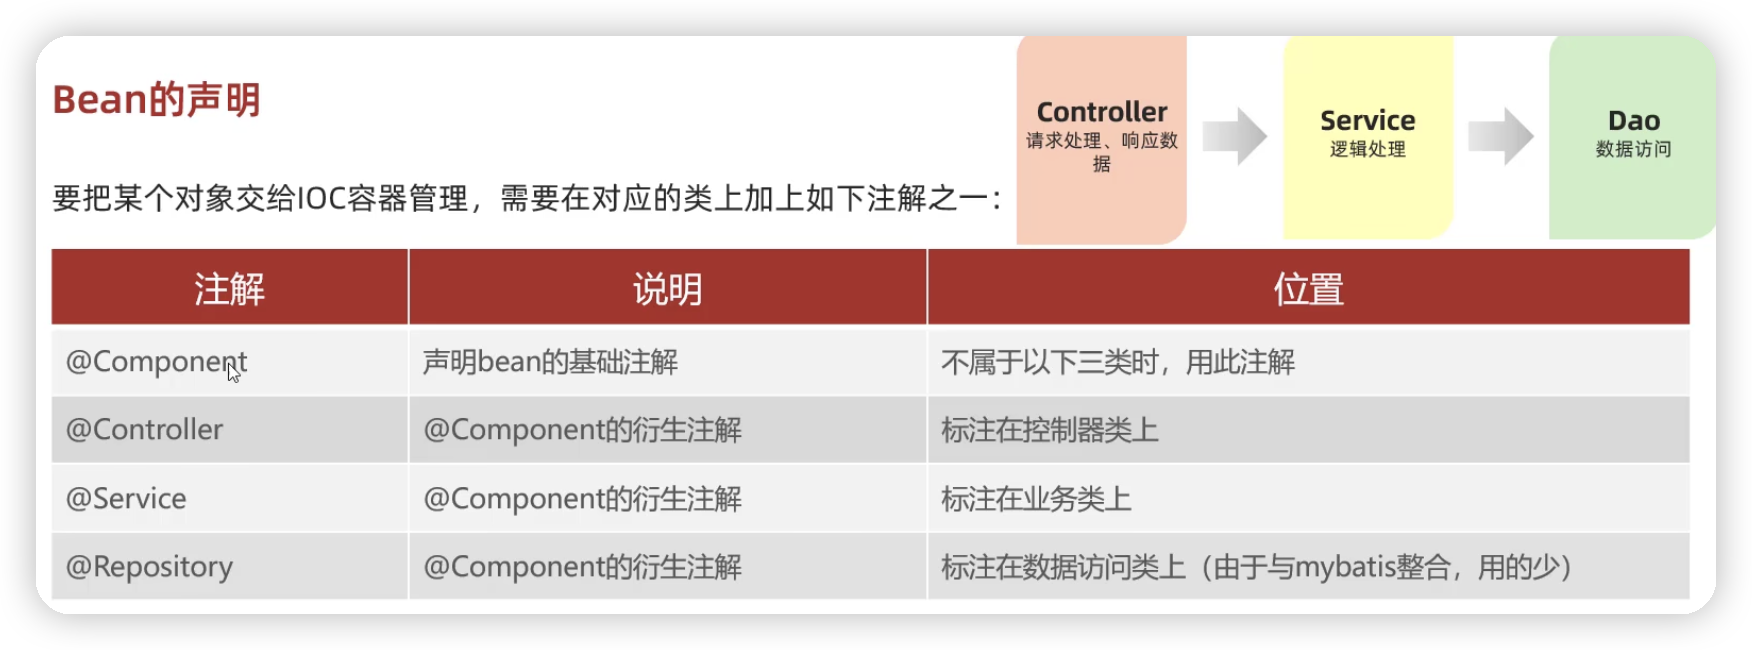 Bean的声明
Controller
请求处理、响应数
据
Service
逻辑处理
Dao
数据访问
要把某个对象交给IOC容器管理，需要在对应的类上加上如下注解之一：
注解 说明 位置
@Component 声明bean的基础注解 不属于以下三类时，用此注解
@Controller @Component的衍生注解 标注在控制器类上
@Service @Component的衍生注解 标注在业务类上
@Repository @Component的衍生注解 标注在数据访问类上（由于与mybatis整合，用的少）